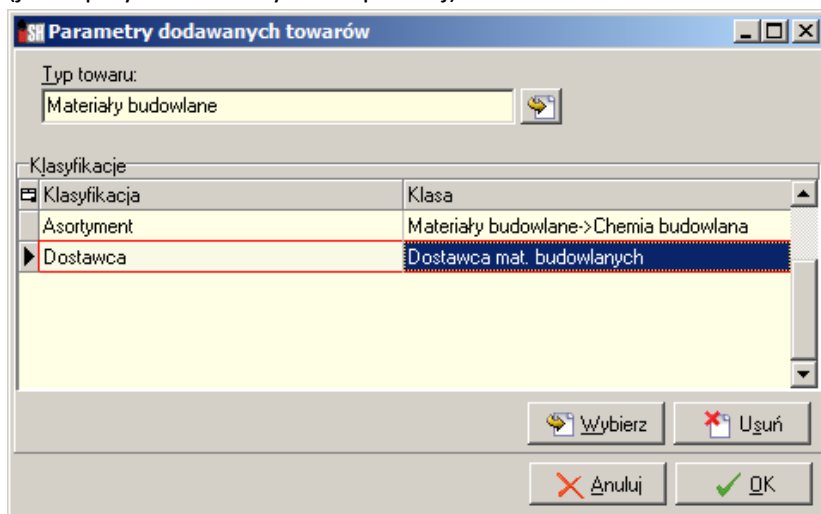 SH Parametry dodawanych towarów
Typ towaru:
Materiały budowlane
Klasyfikacje
Klasyfikacja Klasa
Asortyment Materiały budowlane->Chemia budowlana
Dostawca Dostawca mat. budowlanych
Wybierz Usuń
Anuluj OK